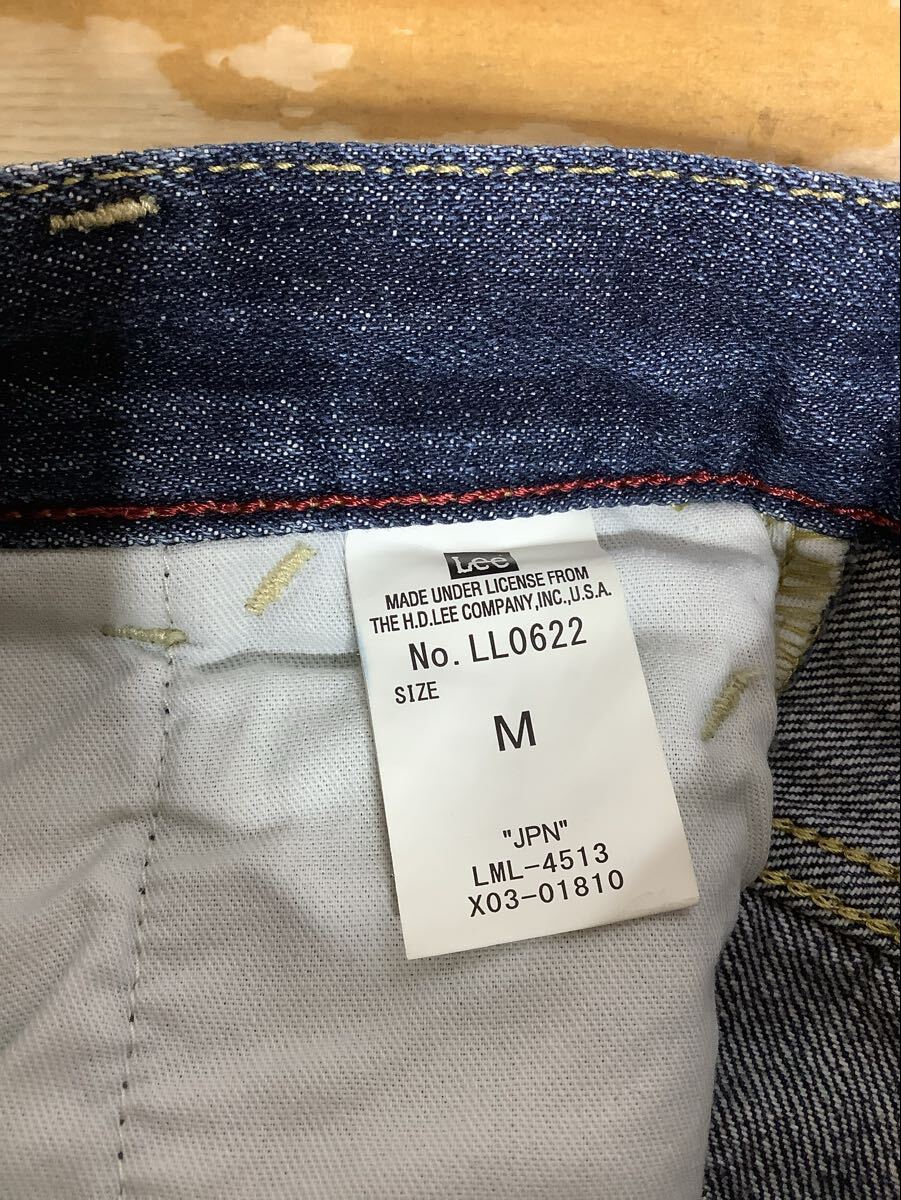 Lee
MADE UNDER LICENSE FROM
THE H.D.LEE COMPANY,INC.,U.S.A.
No. LL0622
SIZE
M
"JPN"
LML-4513
X03-01810